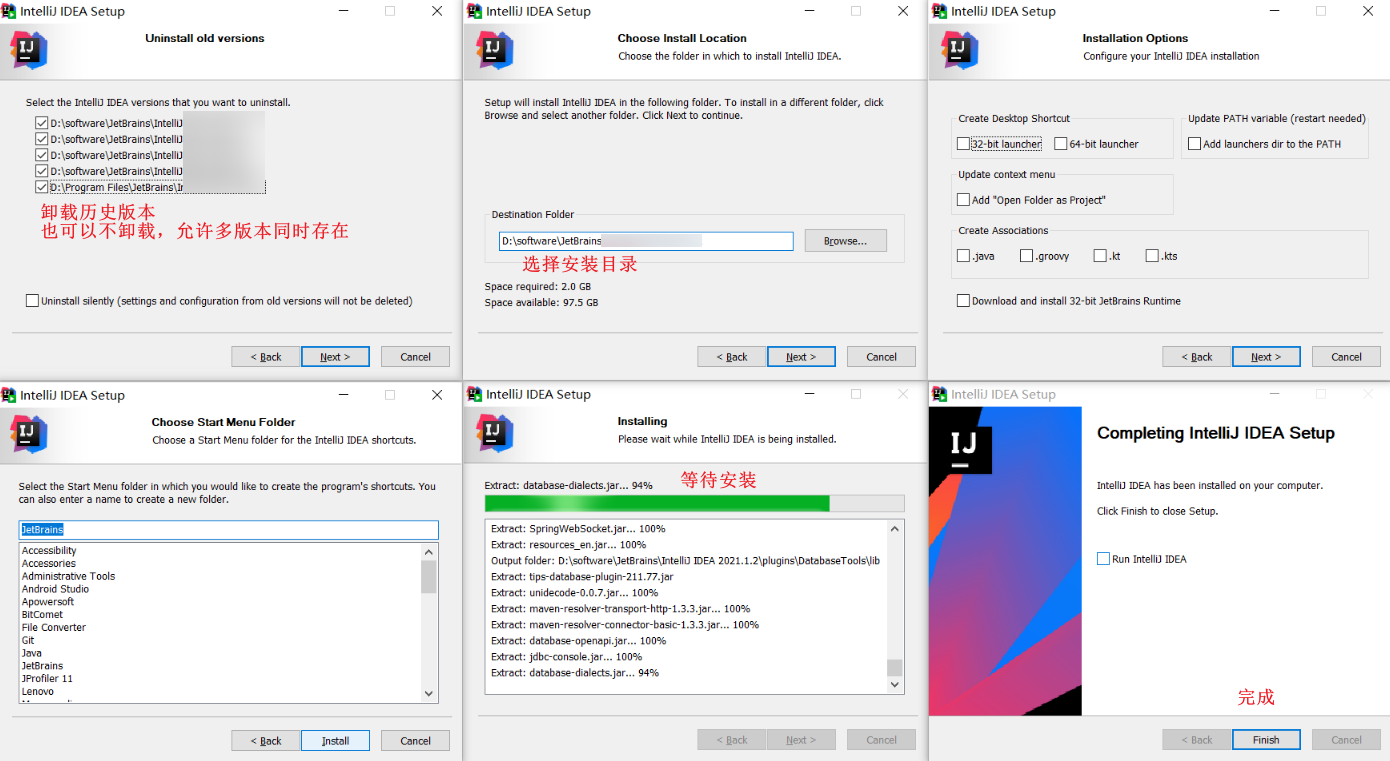 IntelliJ IDEA Setup
Uninstall old versions
Select the IntelliJ IDEA versions that you want to uninstall.
D:\software\JetBrains\IntelliJ
D:\software\JetBrains\IntelliJ
D:\software\JetBrains\IntelliJ
D:\software\JetBrains\IntelliJ
D:\Program Files\JetBrains\In
卸载历史版本
也可以不卸载，允许多版本同时存在
Uninstall silently (settings and configuration from old versions will not be deleted)
< Back
Next >
Cancel
IntelliJ IDEA Setup
Choose Install Location
Choose the folder in which to install IntelliJ IDEA.
Setup will install IntelliJ IDEA in the following folder. To install in a different folder, click
Browse and select another folder. Click Next to continue.
Destination Folder
D:\software\JetBrains
Browse...
选择安装目录
Space required: 2.0 GB
Space available: 97.5 GB
< Back
Next >
Cancel
IntelliJ IDEA Setup
Installation Options
Configure your IntelliJ IDEA installation
Create Desktop Shortcut
32-bit launcher
64-bit launcher
Update PATH variable (restart needed)
Add launchers dir to the PATH
Update context menu
Add "Open Folder as Project"
Create Associations
.java
.groovy
.kt
.kts
Download and install 32-bit JetBrains Runtime
< Back
Next >
Cancel
IntelliJ IDEA Setup
Choose Start Menu Folder
Choose a Start Menu folder for the IntelliJ IDEA shortcuts.
Select the Start Menu folder in which you would like to create the program's shortcuts. You
can also enter a name to create a new folder.
JetBrains
Accessibility
Accessories
Administrative Tools
Android Studio
Apowersoft
BitComet
File Converter
Git
Java
JetBrains
JProfiler 11
Lenovo
< Back
Install
Cancel
IntelliJ IDEA Setup
Installing
Please wait while IntelliJ IDEA is being installed.
等待安装
Extract: database-dialects.jar... 94%
Extract: SpringWebSocket.jar... 100%
Extract: resources_en.jar... 100%
Output folder: D:\software\JetBrains\IntelliJ IDEA 2021.1.2\plugins\DatabaseTools\lib
Extract: tips-database-plugin-211.77.jar
Extract: unidecode-0.0.7.jar... 100%
Extract: maven-resolver-transport-http-1.3.3.jar... 100%
Extract: maven-resolver-connector-basic-1.3.3.jar... 100%
Extract: database-openapi.jar... 100%
Extract: jdbc-console.jar... 100%
Extract: database-dialects.jar... 94%
< Back
Next >
Cancel
IntelliJ IDEA Setup
IJ
Completing IntelliJ IDEA Setup
IntelliJ IDEA has been installed on your computer.
Click Finish to close Setup.
Run IntelliJ IDEA
完成
< Back
Finish
Cancel